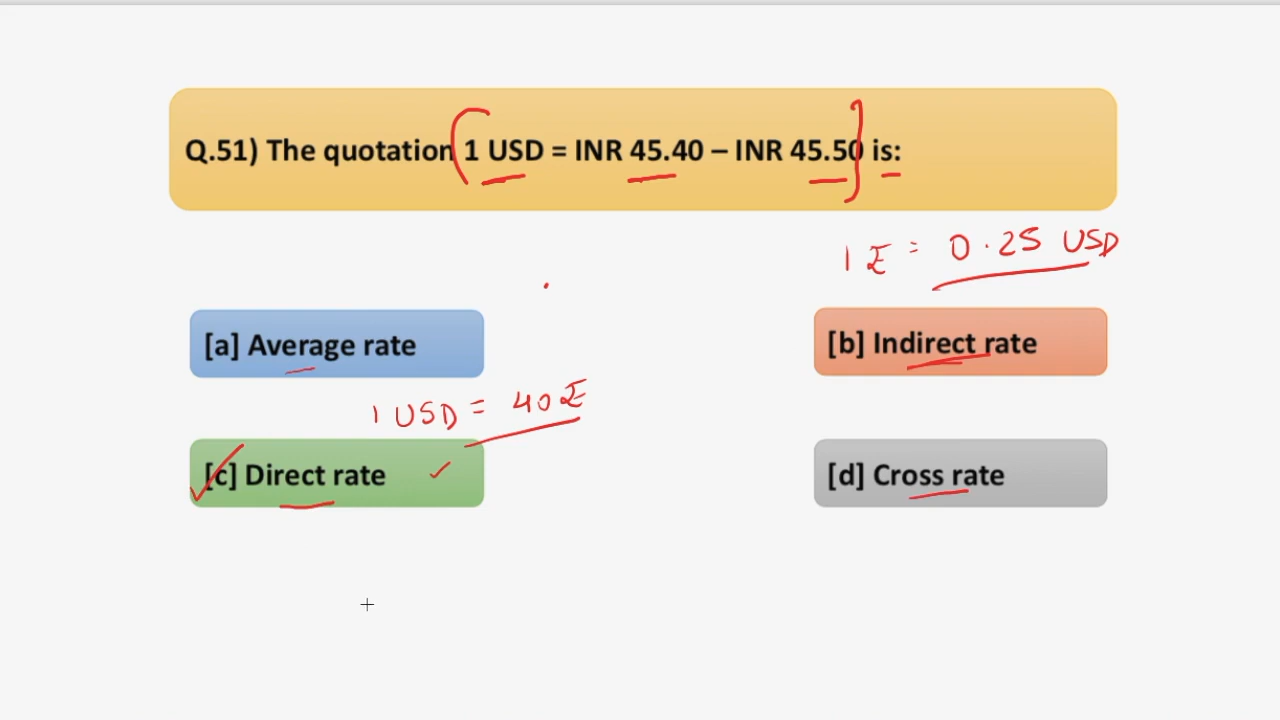 Q.51) The quotation 1 USD = INR 45.40 – INR 45.50 is:
1 ₹ = 0.25 USD
[a] Average rate
[b] Indirect rate
1 USD = 40 ₹
[c] Direct rate
[d] Cross rate